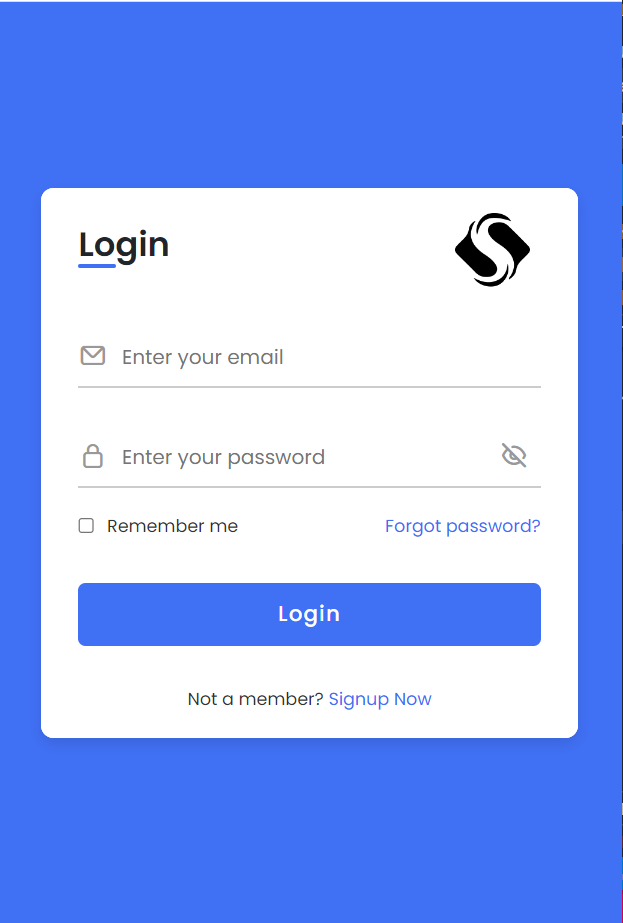 Login
Enter your email
Enter your password
Remember me Forgot password?
Login
Not a member? Signup Now